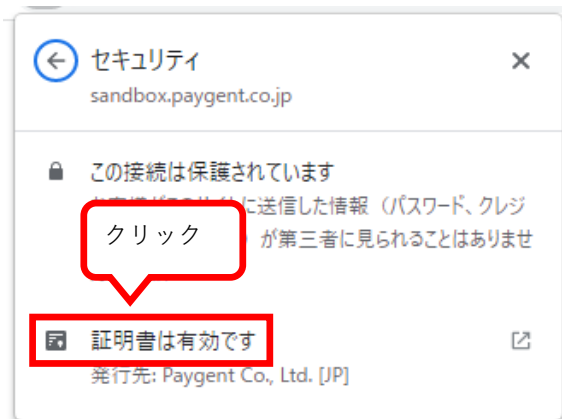 セキュリティ
sandbox.paygent.co.jp
この接続は保護されています
に送信した情報（パスワード、クレジ
クリック
）が第三者に見られることはありませ
証明書は有効です
発行先: Paygent Co., Ltd. [JP]